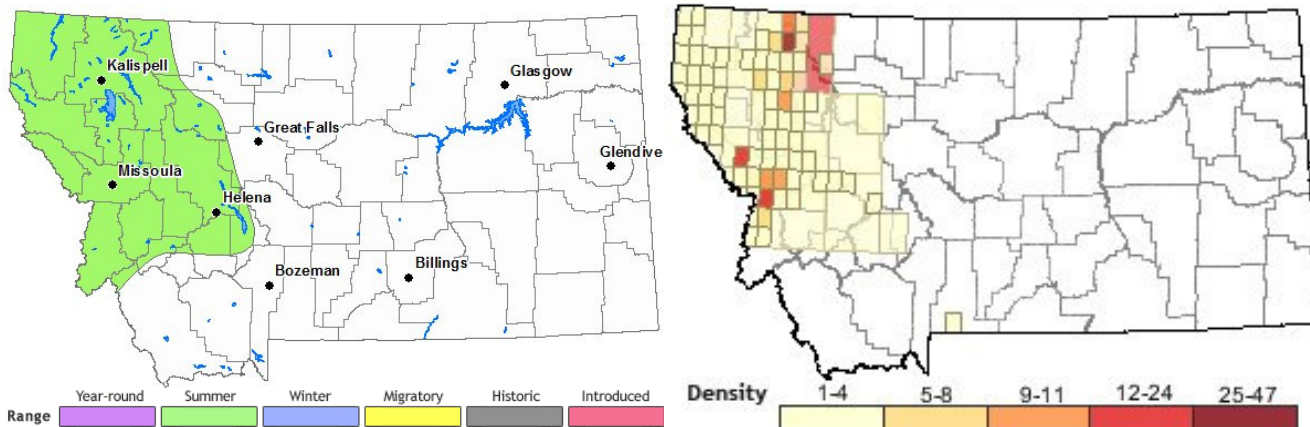 Kalispell
Glasgow
Great Falls
Glendive
Missoula
Helena
Bozeman
Billings
Range
Year-round
Summer
Winter
Migratory
Historic
Introduced
Density
1-4
5-8
9-11
12-24
25-47